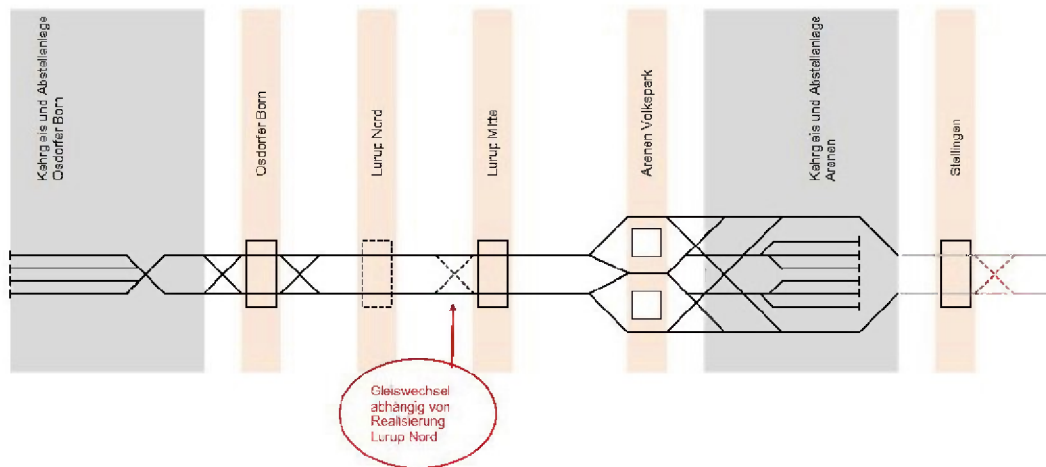 Kehrgleis und Abstellanlage
Osdorfer Born
Osdorfer Born
Lurup Nord
Lurup Mitte
Arenen Volkspark
Kehrgleis und Abstellanlage
Arenen
Stellingen
Gleiswechsel
abhängig von
Realisierung
Lurup Nord